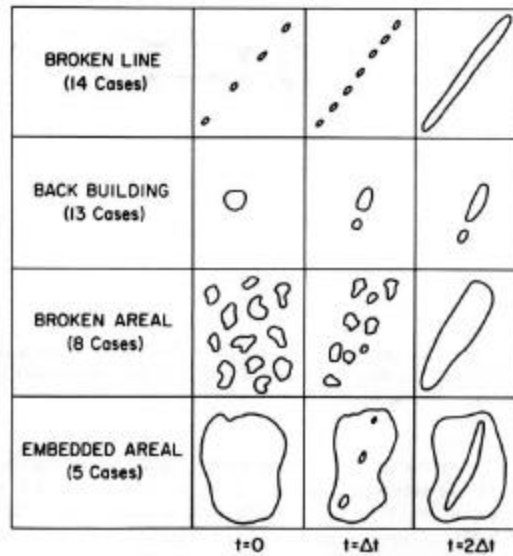 BROKEN LINE
(14 Cases)
BACK BUILDING
(13 Cases)
BROKEN AREAL
(8 Cases)
EMBEDDED AREAL
(5 Cases)
t=0
t=Δt
t=2Δt